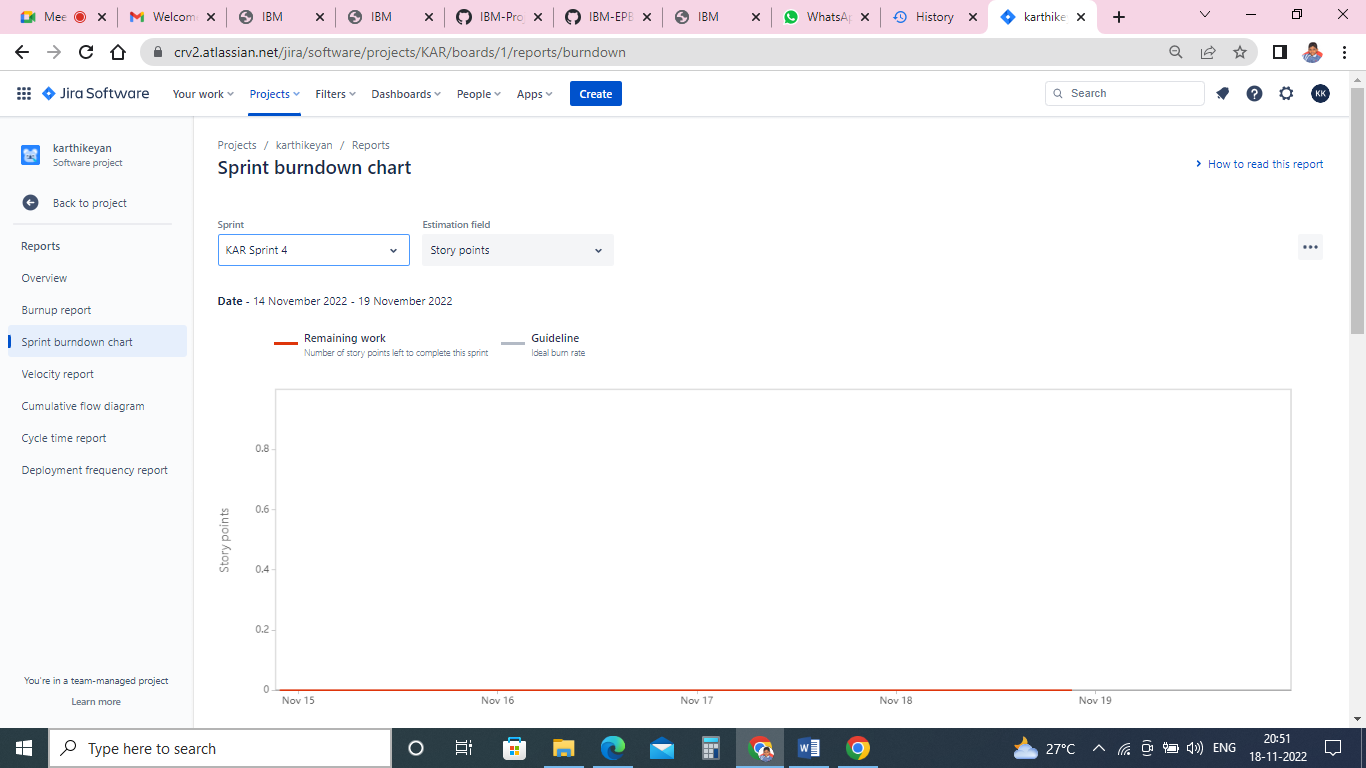 Mee
Welcom
IBM
IBM
IBM-Pro
IBM-EPB
IBM
WhatsAp
History
karthike
crv2.atlassian.net/jira/software/projects/KAR/boards/1/reports/burndown
Jira Software
Your work
Projects
Filters
Dashboards
People
Apps
Create
Search
KK
karthikeyan
Software project
Back to project
Reports
Overview
Burnup report
Sprint burndown chart
Velocity report
Cumulative flow diagram
Cycle time report
Deployment frequency report
You're in a team-managed project
Learn more
Projects / karthikeyan / Reports
Sprint burndown chart
How to read this report
Sprint
KAR Sprint 4
Estimation field
Story points
Date - 14 November 2022 - 19 November 2022
Remaining work
Number of story points left to complete this sprint
Guideline
Ideal burn rate
Story points
0.8
0.6
0.4
0.2
0
Nov 15
Nov 16
Nov 17
Nov 18
Nov 19
Type here to search
27°C
ENG
20:51
18-11-2022